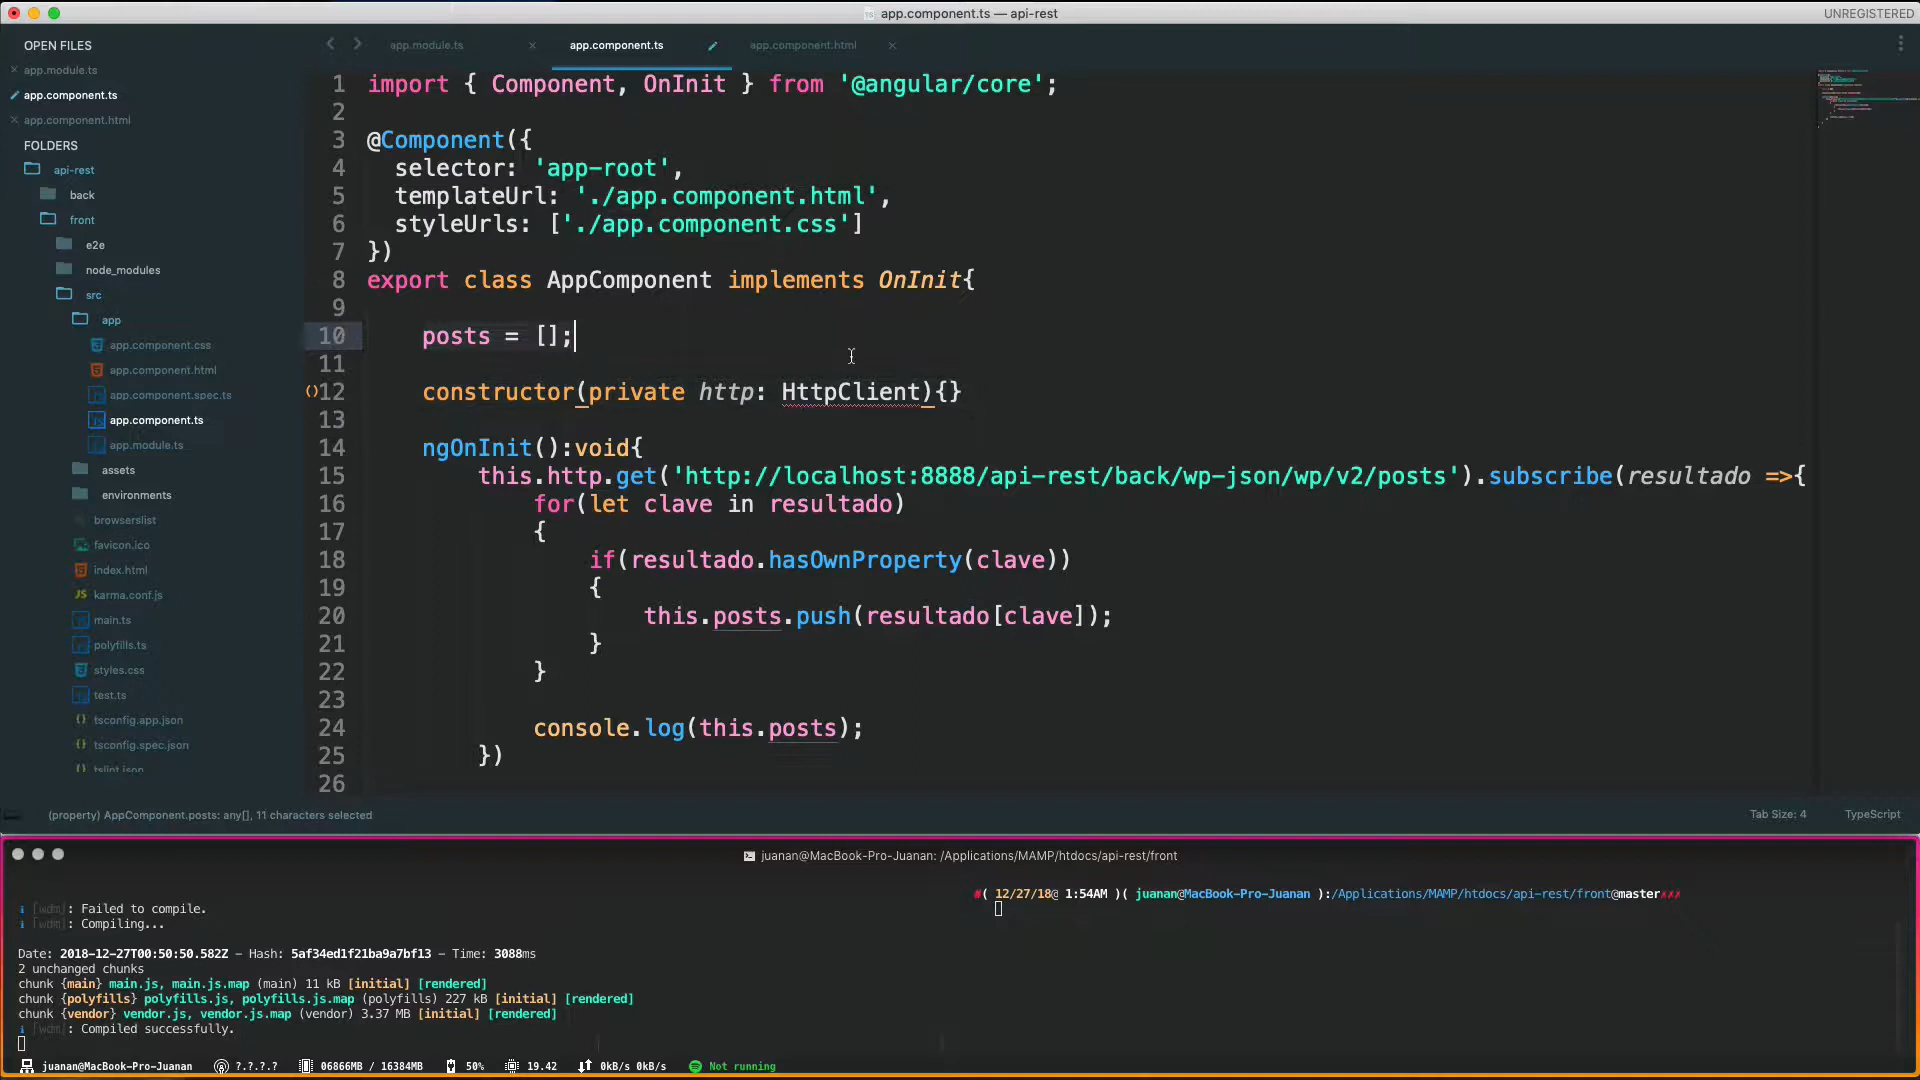 app.component.ts — api-rest
UNREGISTERED
OPEN FILES
app.module.ts
app.component.ts
app.component.html
FOLDERS
api-rest
back
front
e2e
node_modules
src
app
app.component.css
app.component.html
app.component.spec.ts
app.component.ts
app.module.ts
assets
environments
browserslist
favicon.ico
index.html
karma.conf.js
main.ts
polyfills.ts
styles.css
test.ts
tsconfig.app.json
tsconfig.spec.json
tslint.json
app.module.ts
app.component.ts
app.component.html
1 import { Component, OnInit } from '@angular/core';
2
3 @Component({
4 selector: 'app-root',
5 templateUrl: './app.component.html',
6 styleUrls: ['./app.component.css']
7 })
8 export class AppComponent implements OnInit{
9
10 posts = [];
11
12 constructor(private http: HttpClient){}
13
14 ngOnInit():void{
15 this.http.get('http://localhost:8888/api-rest/back/wp-json/wp/v2/posts').subscribe(resultado =>{
16 for(let clave in resultado)
17 {
18 if(resultado.hasOwnProperty(clave))
19 {
20 this.posts.push(resultado[clave]);
21 }
22 }
23
24 console.log(this.posts);
25 })
26
(property) AppComponent.posts: any[], 11 characters selected
Tab Size: 4
TypeScript
juanan@MacBook-Pro-Juanan: /Applications/MAMP/htdocs/api-rest/front
i ｢wdm｣: Failed to compile.
i ｢wdm｣: Compiling...
Date: 2018-12-27T00:50:50.582Z – Hash: 5af34ed1f21ba9a7bf13 – Time: 3088ms
2 unchanged chunks
chunk {main} main.js, main.js.map (main) 11 kB [initial] [rendered]
chunk {polyfills} polyfills.js, polyfills.js.map (polyfills) 227 kB [initial] [rendered]
chunk {vendor} vendor.js, vendor.js.map (vendor) 3.37 MB [initial] [rendered]
i ｢wdm｣: Compiled successfully.
#( 12/27/18@ 1:54AM )( juanan@MacBook-Pro-Juanan ):/Applications/MAMP/htdocs/api-rest/front@master✗✗✗
juanan@MacBook-Pro-Juanan ?.?.?.? 06866MB / 16384MB 50% 19.42 0kB/s 0kB/s Not running